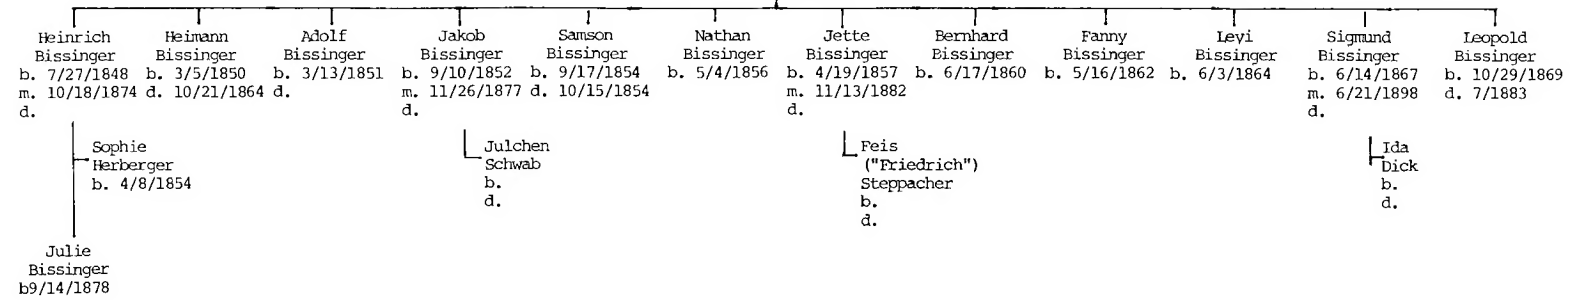 Heinrich Heimann Adolf Jakob Samson Nathan Jette Bernhard Fanny Levi Sigmund Leopold
Bissinger Bissinger Bissinger Bissinger Bissinger Bissinger Bissinger Bissinger Bissinger Bissinger Bissinger Bissinger
b. 7/27/1848 b. 3/5/1850 b. 3/13/1851 b. 9/10/1852 b. 9/17/1854 b. 5/4/1856 b. 4/19/1857 b. 6/17/1860 b. 5/16/1862 b. 6/3/1864 b. 6/14/1867 b. 10/29/1869
m. 10/18/1874 d. 10/21/1864 d. m. 11/26/1877 d. 10/15/1854 m. 11/13/1882 m. 6/21/1898 d. 7/1883
d. d. d. d.
Sophie Julchen Feis Ida
Herberger Schwab ("Friedrich") Dick
b. 4/8/1854 b. Steppacher b.
d. b. d.
d.
Julie
Bissinger
b9/14/1878